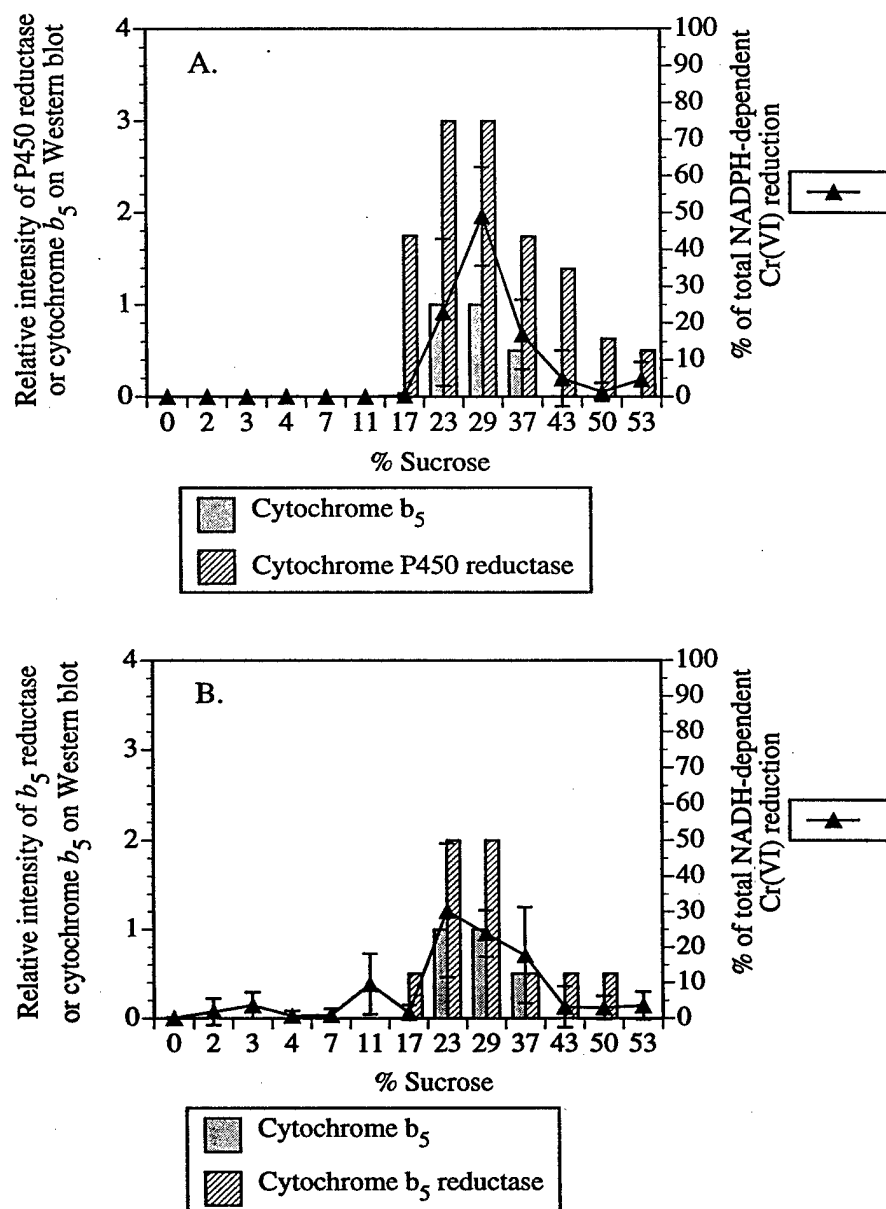 A.
Relative intensity of P450 reductase
or cytochrome b5 on Western blot
4
3
2
1
0
100
90
80
70
60
50
40
30
20
10
0
% of total NADPH-dependent
Cr(VI) reduction
0 2 3 4 7 11 17 23 29 37 43 50 53
% Sucrose
Cytochrome b5
Cytochrome P450 reductase
B.
Relative intensity of b5 reductase
or cytochrome b5 on Western blot
4
3
2
1
0
100
90
80
70
60
50
40
30
20
10
0
% of total NADH-dependent
Cr(VI) reduction
0 2 3 4 7 11 17 23 29 37 43 50 53
% Sucrose
Cytochrome b5
Cytochrome b5 reductase